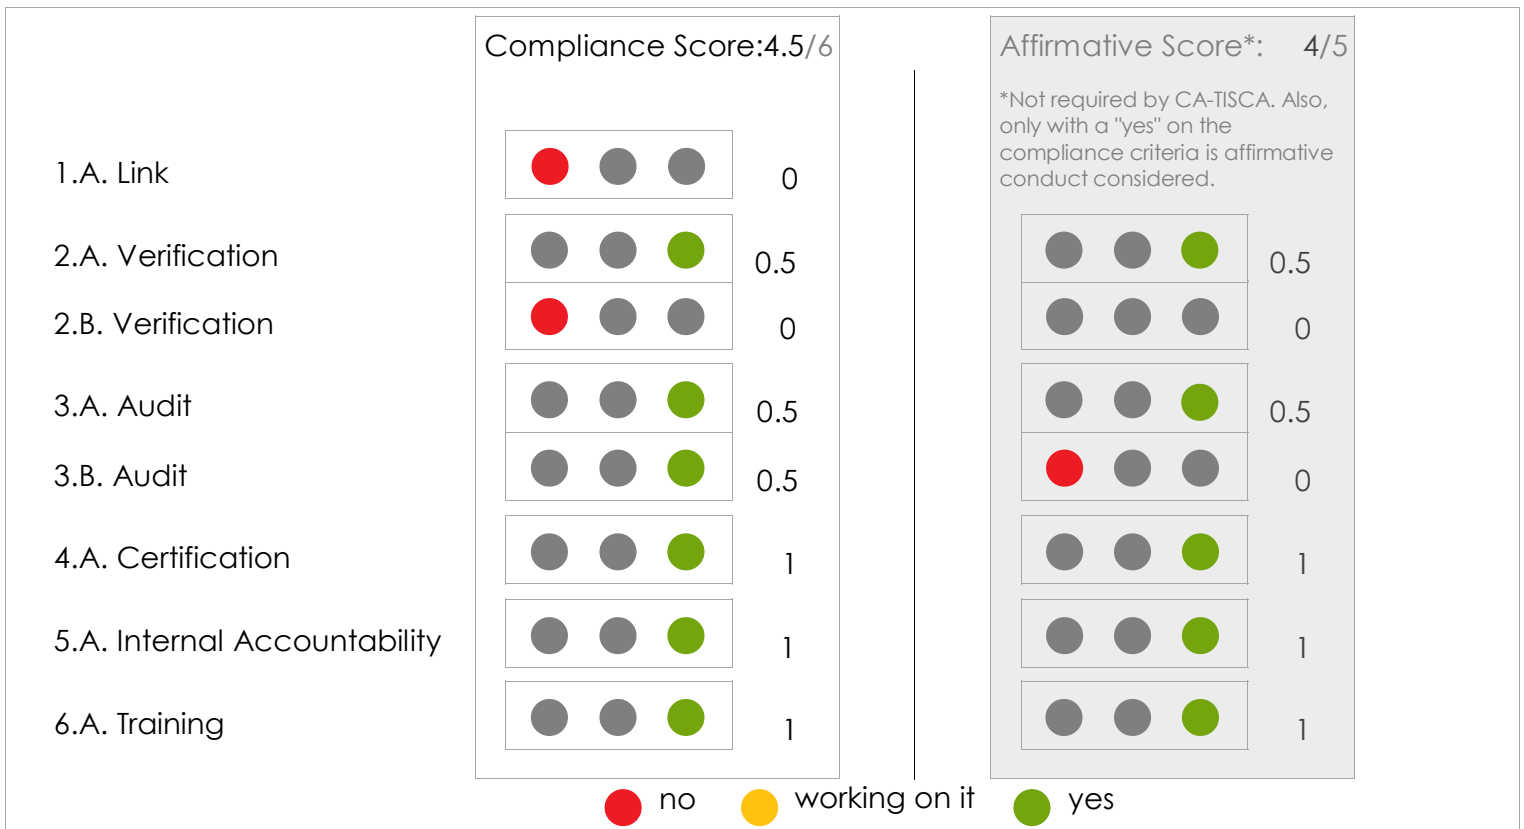 Compliance Score:4.5/6
Affirmative Score*: 4/5
*Not required by CA-TISCA. Also,
only with a "yes" on the
compliance criteria is affirmative
conduct considered.
1.A. Link 0
2.A. Verification 0.5 0.5
2.B. Verification 0 0
3.A. Audit 0.5 0.5
3.B. Audit 0.5 0
4.A. Certification 1 1
5.A. Internal Accountability 1 1
6.A. Training 1 1
no working on it yes